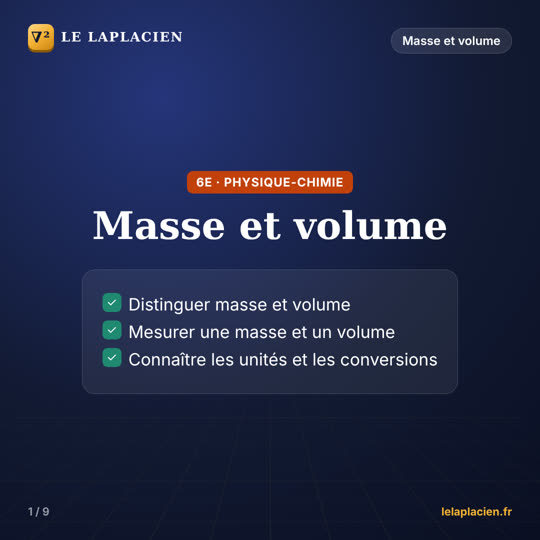 ∇² LE LAPLACIEN
Masse et volume
6E · PHYSIQUE-CHIMIE
Masse et volume
Distinguer masse et volume
Mesurer une masse et un volume
Connaître les unités et les conversions
1 / 9
lelaplacien.fr